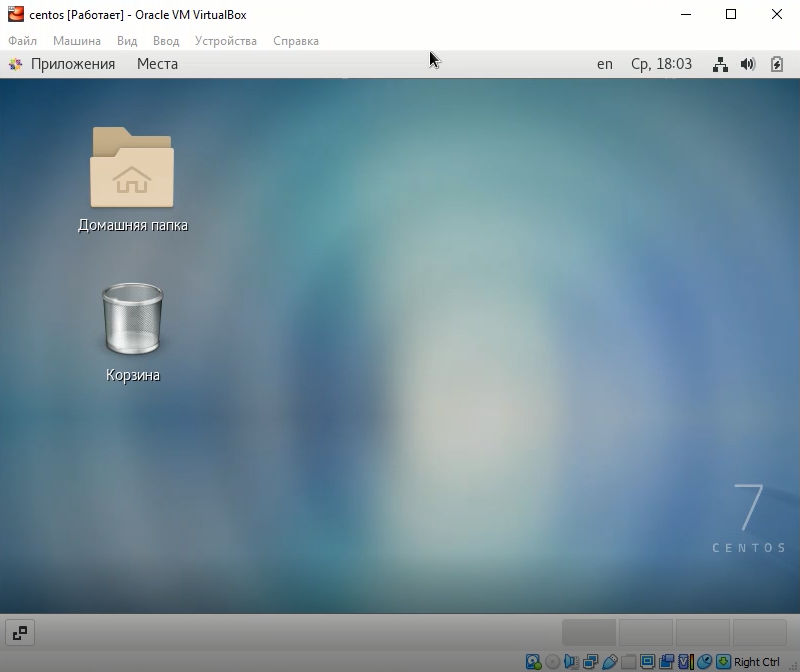 centos [Работает] - Oracle VM VirtualBox
Файл Машина Вид Ввод Устройства Справка
Приложения Места en Ср, 18:03
Домашняя папка
Корзина
7
CENTOS
Right Ctrl